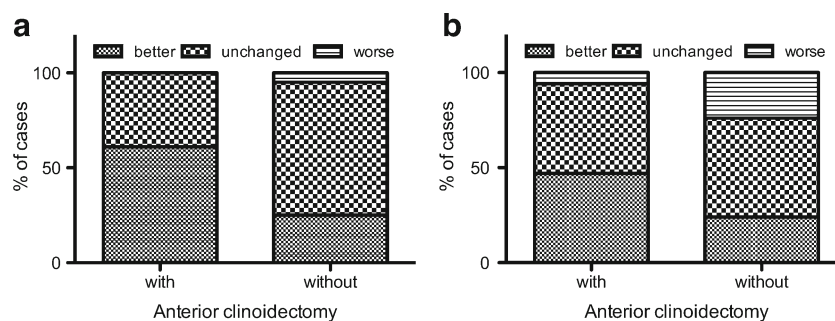 a
better unchanged worse
100
50
0
% of cases
with without
Anterior clinoidectomy
b
better unchanged worse
100
50
0
% of cases
with without
Anterior clinoidectomy